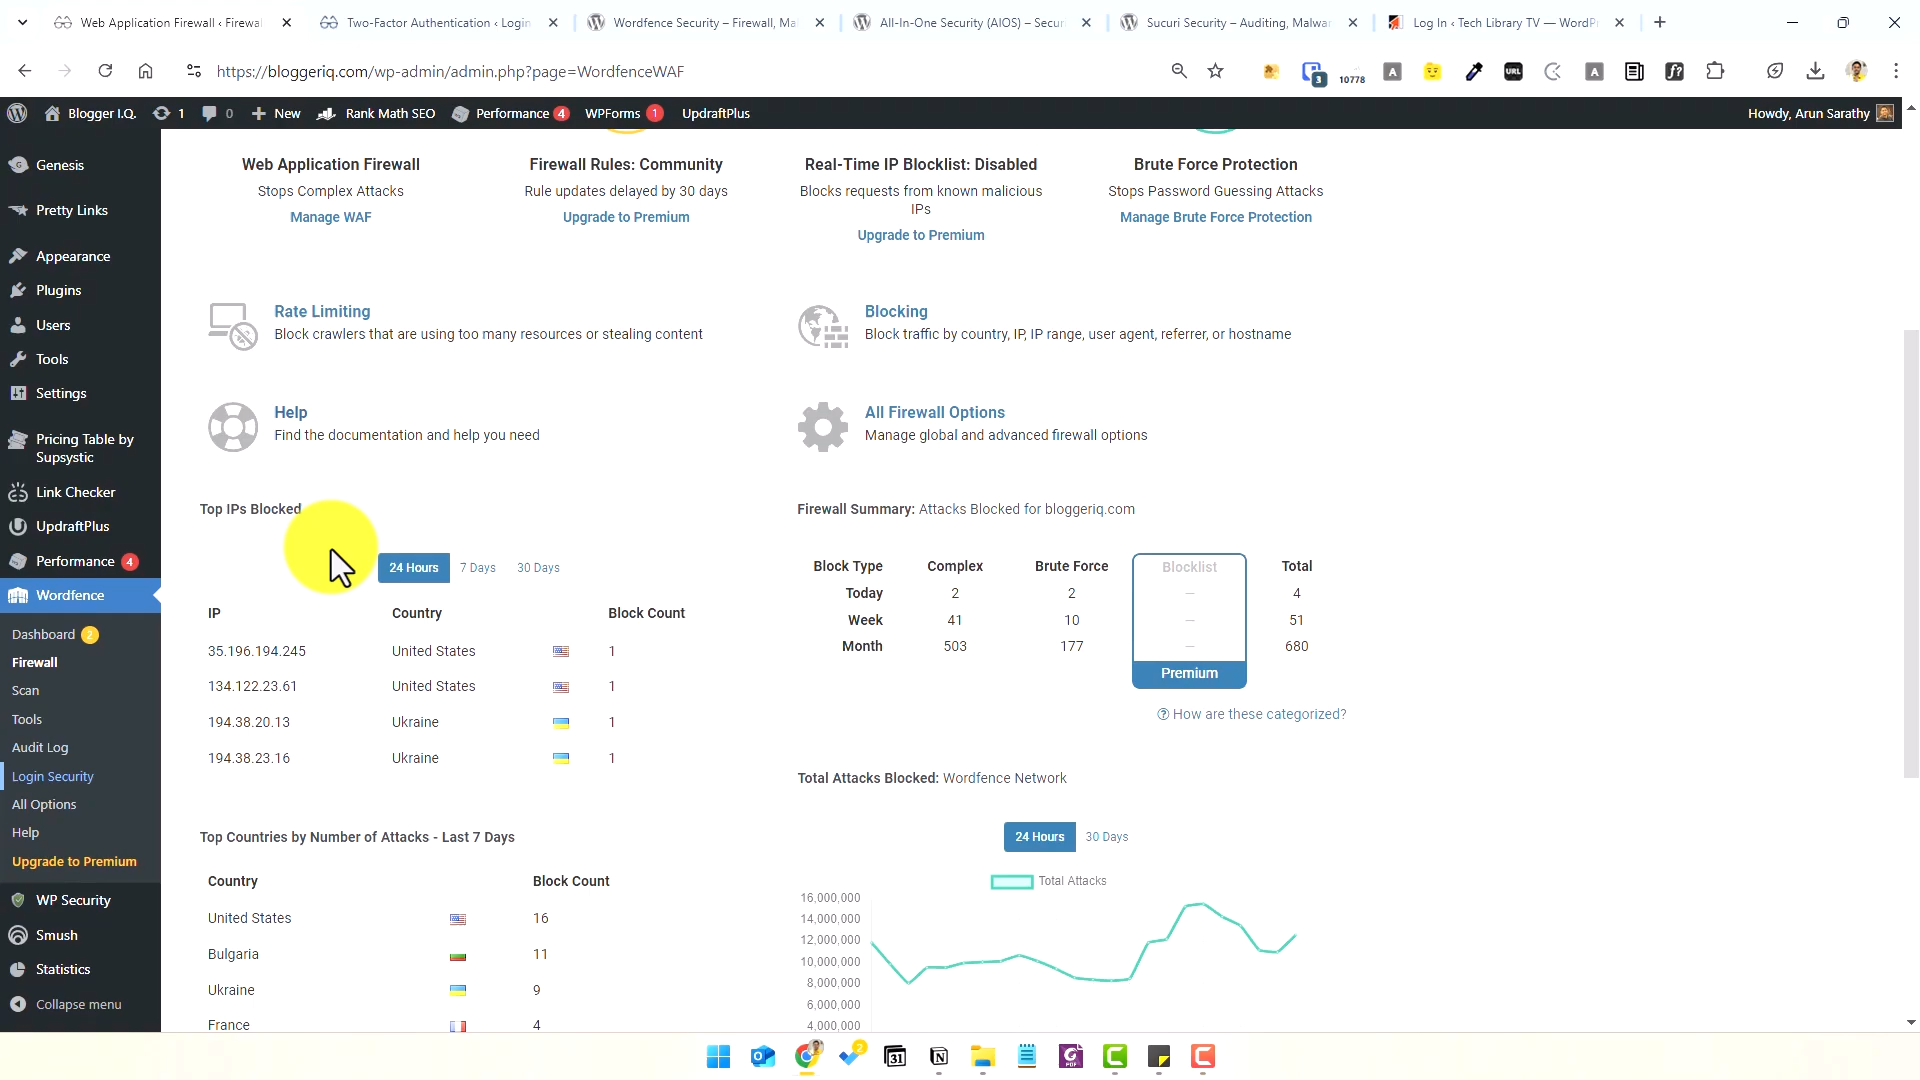 Web Application Firewall ‹ Firewal
Two-Factor Authentication ‹ Login
Wordfence Security – Firewall, Ma
All-In-One Security (AIOS) – Secur
Sucuri Security – Auditing, Malwar
Log In ‹ Tech Library TV — WordPr
https://bloggeriq.com/wp-admin/admin.php?page=WordfenceWAF
3
10778
A
URL
A
f?
Blogger I.Q.
1
0
New
Rank Math SEO
Performance 4
WPForms 1
UpdraftPlus
Howdy, Arun Sarathy
Genesis
Pretty Links
Appearance
Plugins
Users
Tools
Settings
Pricing Table by
Supsystic
Link Checker
UpdraftPlus
Performance 4
Wordfence
Dashboard 2
Firewall
Scan
Tools
Audit Log
Login Security
All Options
Help
Upgrade to Premium
WP Security
Smush
Statistics
Collapse menu
Web Application Firewall
Stops Complex Attacks
Manage WAF
Firewall Rules: Community
Rule updates delayed by 30 days
Upgrade to Premium
Real-Time IP Blocklist: Disabled
Blocks requests from known malicious
IPs
Upgrade to Premium
Brute Force Protection
Stops Password Guessing Attacks
Manage Brute Force Protection
Rate Limiting
Block crawlers that are using too many resources or stealing content
Blocking
Block traffic by country, IP, IP range, user agent, referrer, or hostname
Help
Find the documentation and help you need
All Firewall Options
Manage global and advanced firewall options
Top IPs Blocked
24 Hours 7 Days 30 Days
IP Country Block Count
35.196.194.245 United States 1
134.122.23.61 United States 1
194.38.20.13 Ukraine 1
194.38.23.16 Ukraine 1
Top Countries by Number of Attacks - Last 7 Days
Country Block Count
United States 16
Bulgaria 11
Ukraine 9
France 4
Firewall Summary: Attacks Blocked for bloggeriq.com
Block Type Complex Brute Force Blocklist Total
Today 2 2 – 4
Week 41 10 – 51
Month 503 177 – 680
Premium
How are these categorized?
Total Attacks Blocked: Wordfence Network
24 Hours 30 Days
Total Attacks
16,000,000
14,000,000
12,000,000
10,000,000
8,000,000
6,000,000
4,000,000
2
31